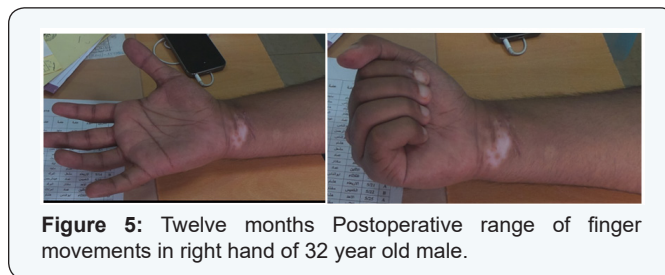 Figure 5: Twelve months Postoperative range of finger
movements in right hand of 32 year old male.